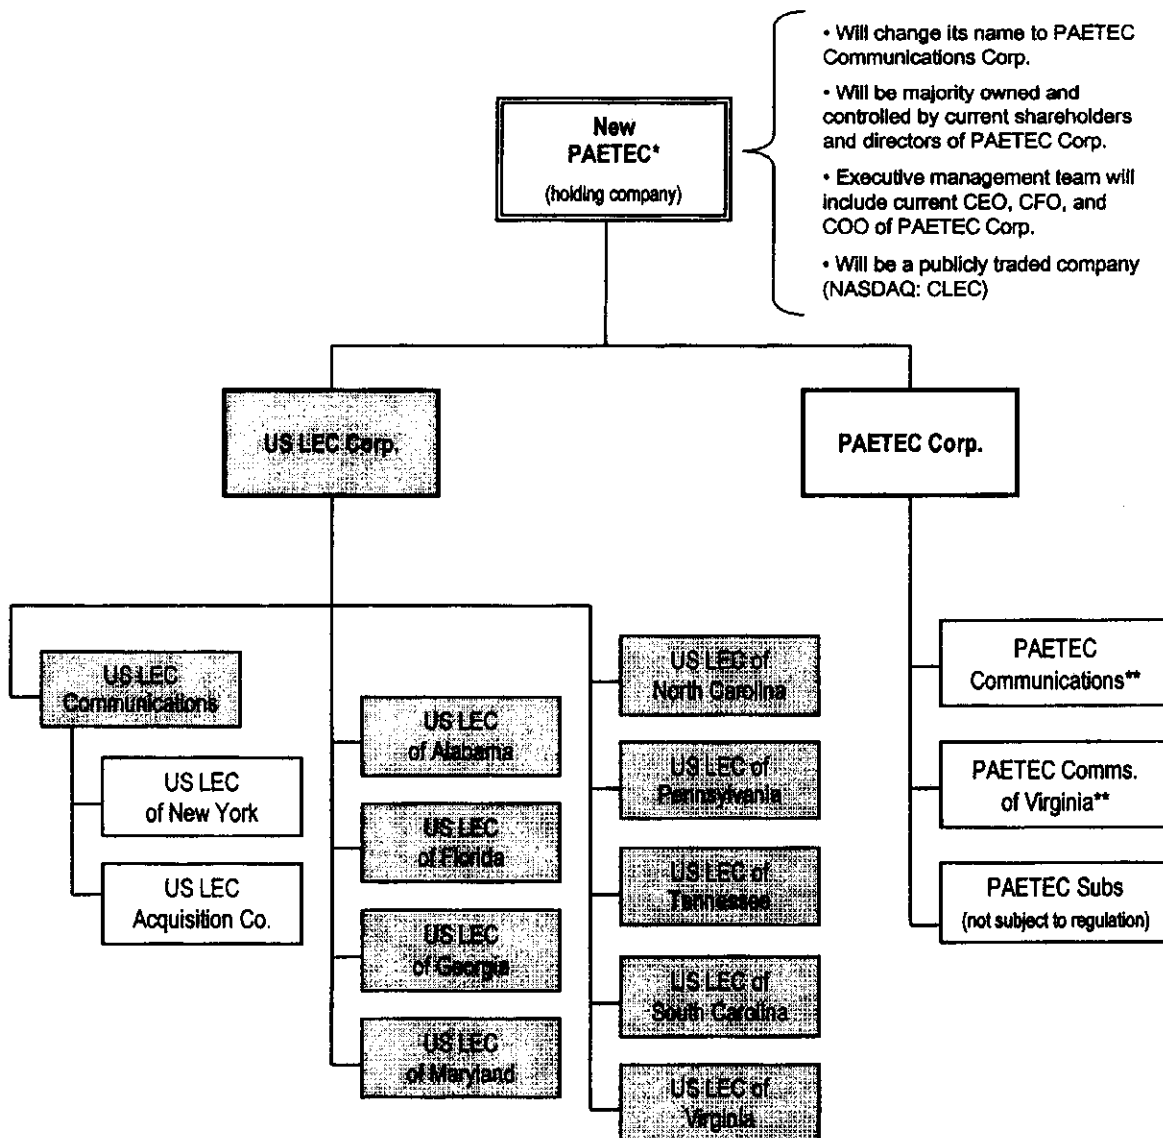 • Will change its name to PAETEC
Communications Corp.
• Will be majority owned and
controlled by current shareholders
and directors of PAETEC Corp.
• Executive management team will
include current CEO, CFO, and
COO of PAETEC Corp.
• Will be a publicly traded company
(NASDAQ: CLEC)
New
PAETEC*
(holding company)
US LEC Corp.
PAETEC Corp.
US LEC
Communications
US LEC
of New York
US LEC
Acquisition Co.
US LEC
of Alabama
US LEC
of Florida
US LEC
of Georgia
US LEC
of Maryland
US LEC of
North Carolina
US LEC of
Pennsylvania
US LEC of
Tennessee
US LEC of
South Carolina
US LEC of
Virginia
PAETEC
Communications**
PAETEC Comms.
of Virginia**
PAETEC Subs
(not subject to regulation)